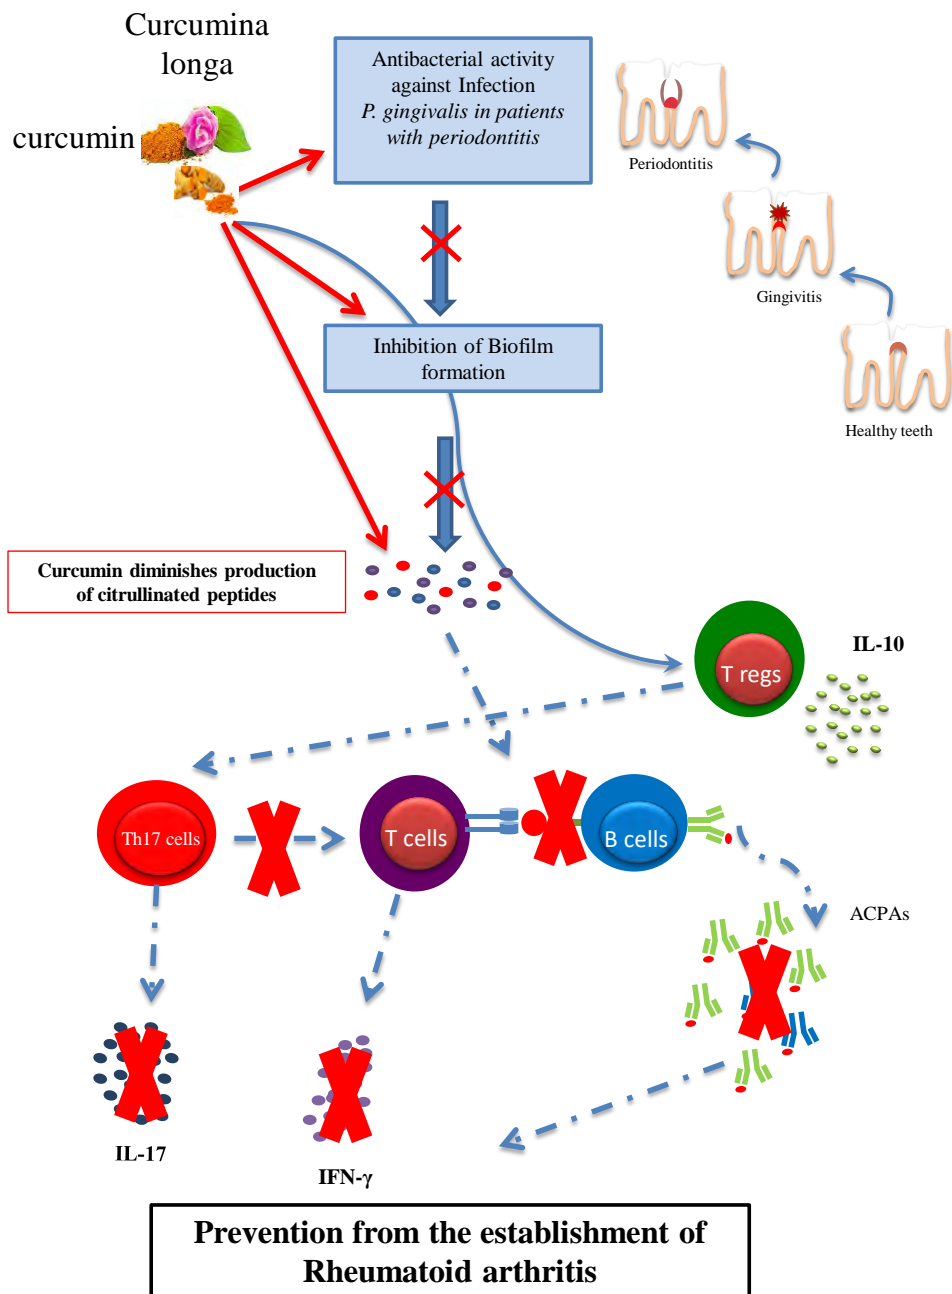 Curcumina
longa
curcumin
Antibacterial activity
against Infection
P. gingivalis in patients
with periodontitis
Periodontitis
Gingivitis
Healthy teeth
Inhibition of Biofilm
formation
Curcumin diminishes production
of citrullinated peptides
T regs
IL-10
Th17 cells
T cells
B cells
ACPAs
IL-17
IFN-γ
Prevention from the establishment of
Rheumatoid arthritis